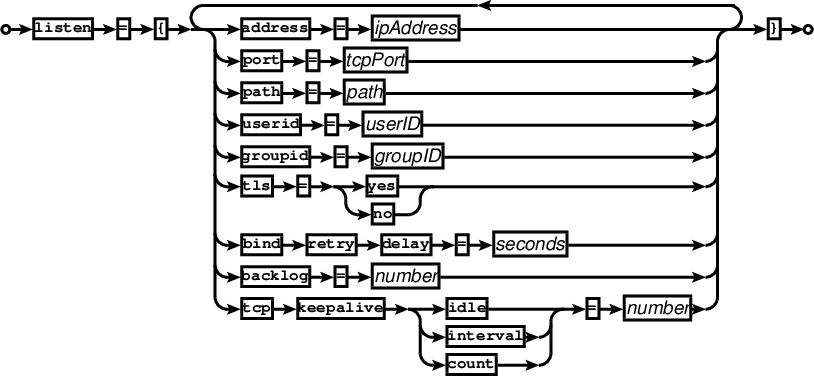 listen = { address = ipAddress }
port = tcpPort
path = path
userid = userID
groupid = groupID
tls = yes
no
bind retry delay = seconds
backlog = number
tcp keepalive idle = number
interval
count